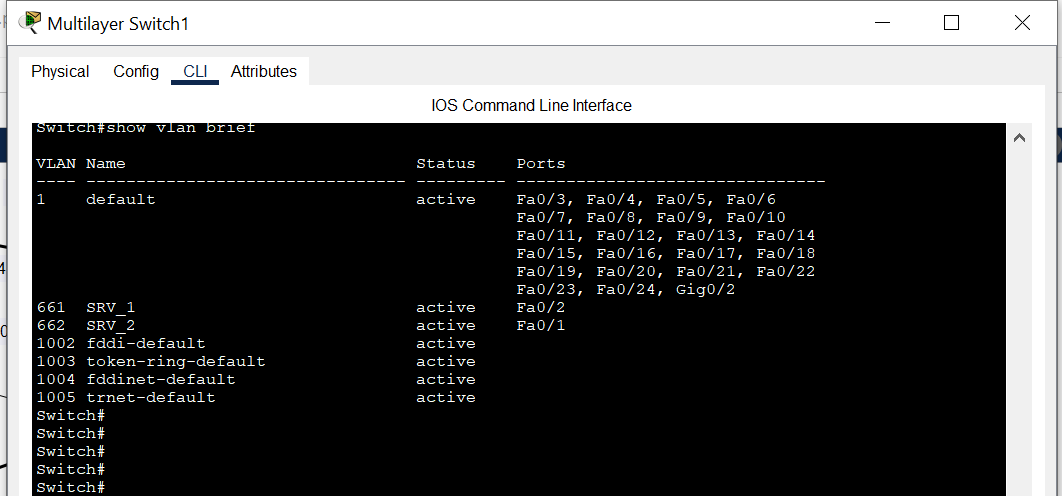 Multilayer Switch1
Physical Config CLI Attributes
IOS Command Line Interface
Switch#show vlan brief
VLAN Name Status Ports
---- -------------------------------- --------- -------------------------------
1 default active Fa0/3, Fa0/4, Fa0/5, Fa0/6
Fa0/7, Fa0/8, Fa0/9, Fa0/10
Fa0/11, Fa0/12, Fa0/13, Fa0/14
Fa0/15, Fa0/16, Fa0/17, Fa0/18
Fa0/19, Fa0/20, Fa0/21, Fa0/22
Fa0/23, Fa0/24, Gig0/2
661 SRV_1 active Fa0/2
662 SRV_2 active Fa0/1
1002 fddi-default active
1003 token-ring-default active
1004 fddinet-default active
1005 trnet-default active
Switch#
Switch#
Switch#
Switch#
Switch#